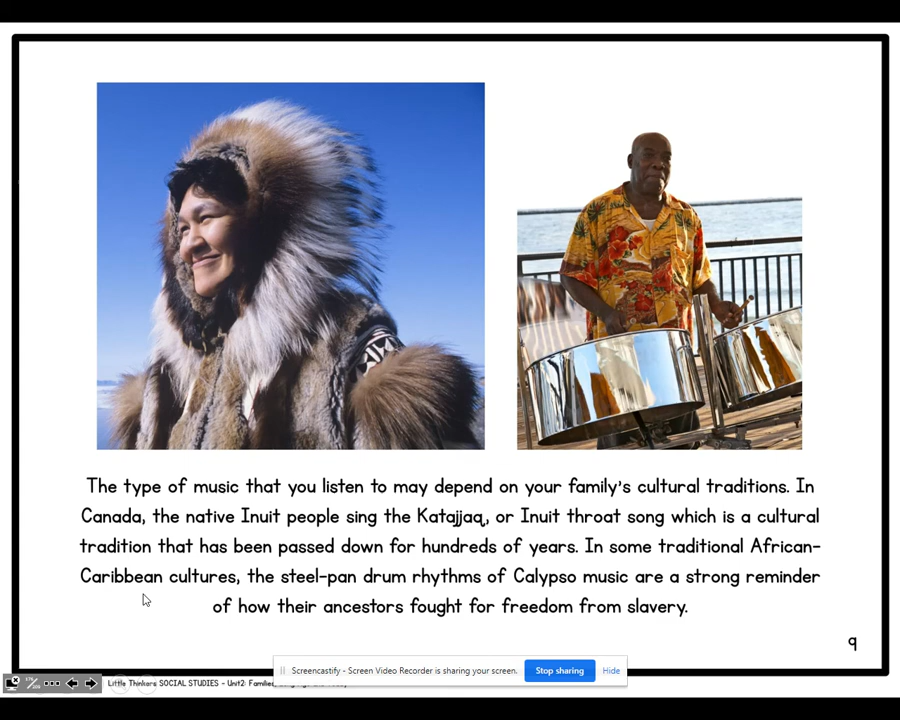 The type of music that you listen to may depend on your family's cultural traditions. In
Canada, the native Inuit people sing the Katajjaq, or Inuit throat song which is a cultural
tradition that has been passed down for hundreds of years. In some traditional African-
Caribbean cultures, the steel-pan drum rhythms of Calypso music are a strong reminder
of how their ancestors fought for freedom from slavery.
9
Screencastify - Screen Video Recorder is sharing your screen.
Stop sharing
Hide
Little Thinkers SOCIAL STUDIES - Unit2: Families